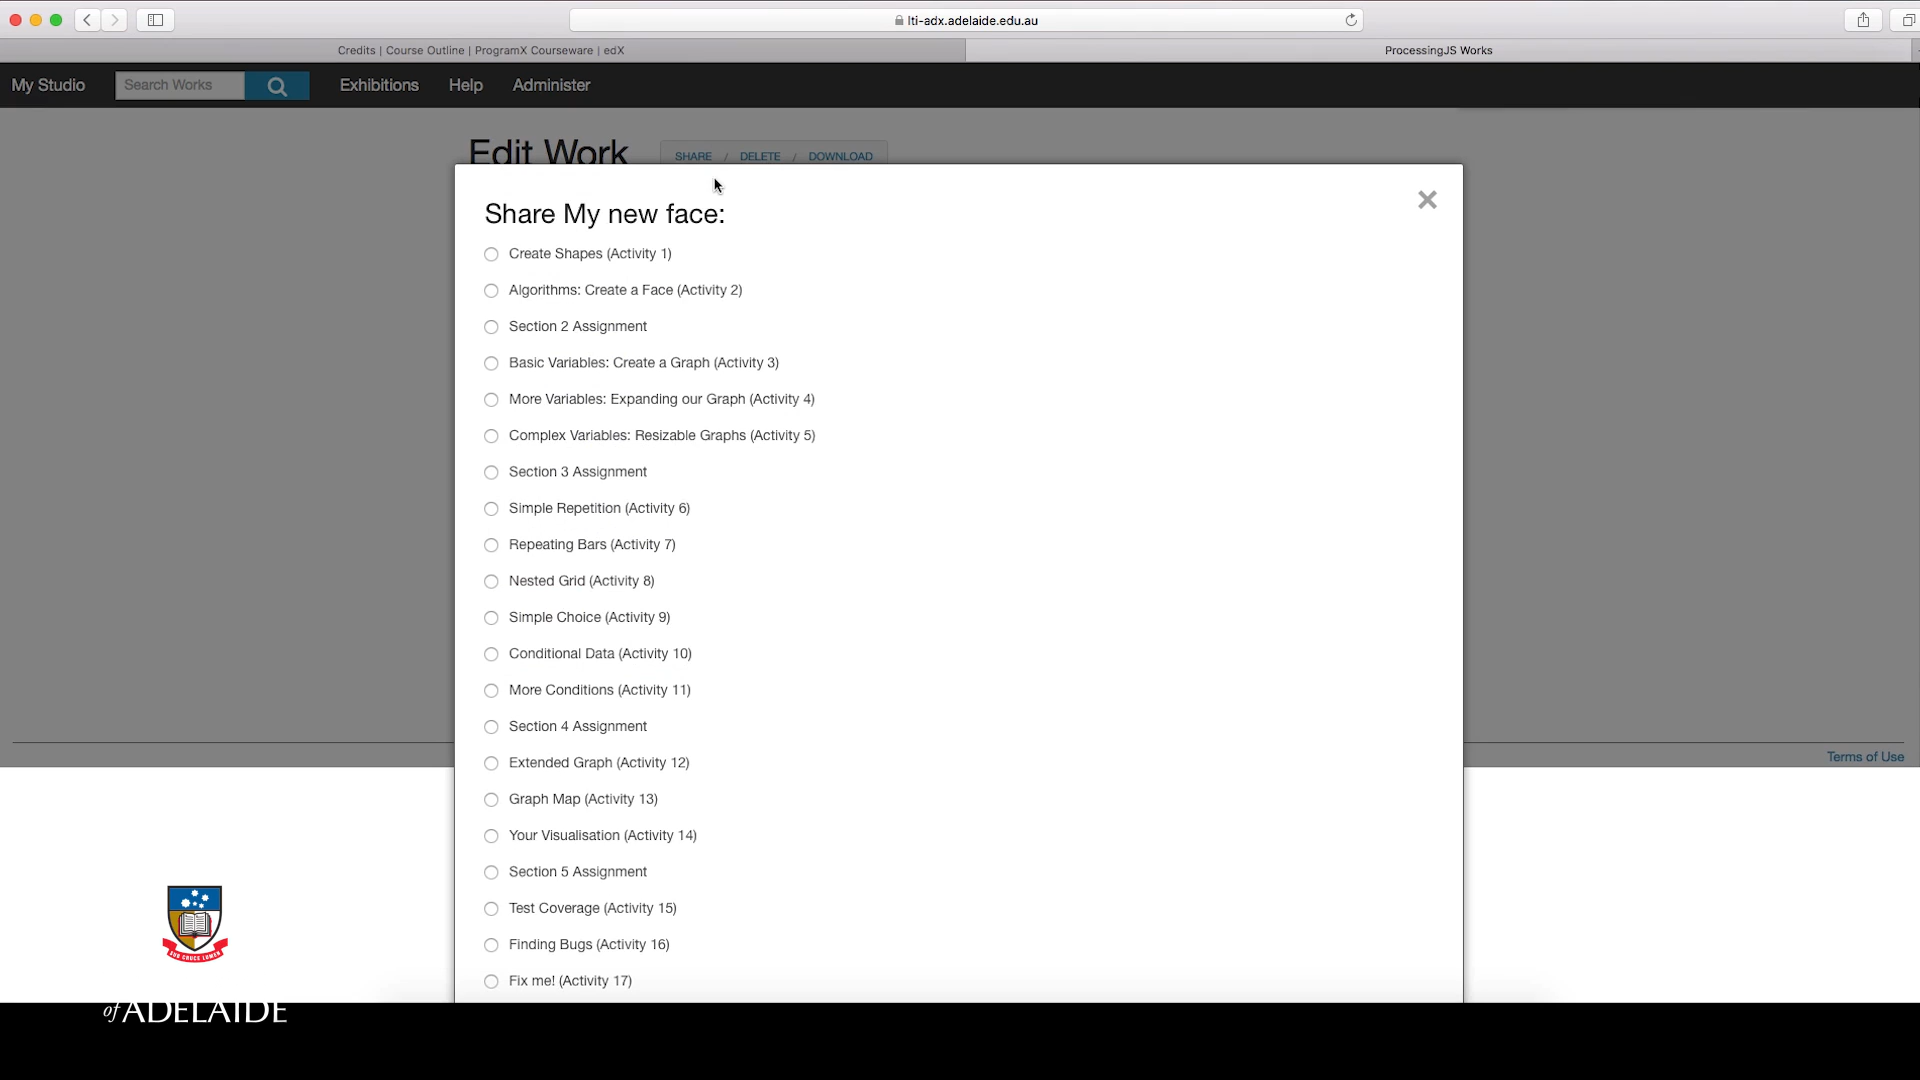 lti-adx.adelaide.edu.au
Credits | Course Outline | ProgramX Courseware | edX
ProcessingJS Works
My Studio
Search Works
Exhibitions
Help
Administer
Edit Work
SHARE / DELETE / DOWNLOAD
Share My new face:
Create Shapes (Activity 1)
Algorithms: Create a Face (Activity 2)
Section 2 Assignment
Basic Variables: Create a Graph (Activity 3)
More Variables: Expanding our Graph (Activity 4)
Complex Variables: Resizable Graphs (Activity 5)
Section 3 Assignment
Simple Repetition (Activity 6)
Repeating Bars (Activity 7)
Nested Grid (Activity 8)
Simple Choice (Activity 9)
Conditional Data (Activity 10)
More Conditions (Activity 11)
Section 4 Assignment
Extended Graph (Activity 12)
Terms of Use
Graph Map (Activity 13)
Your Visualisation (Activity 14)
Section 5 Assignment
Test Coverage (Activity 15)
Finding Bugs (Activity 16)
Fix me! (Activity 17)
SUB CRUCE LUMEN
of ADELAIDE